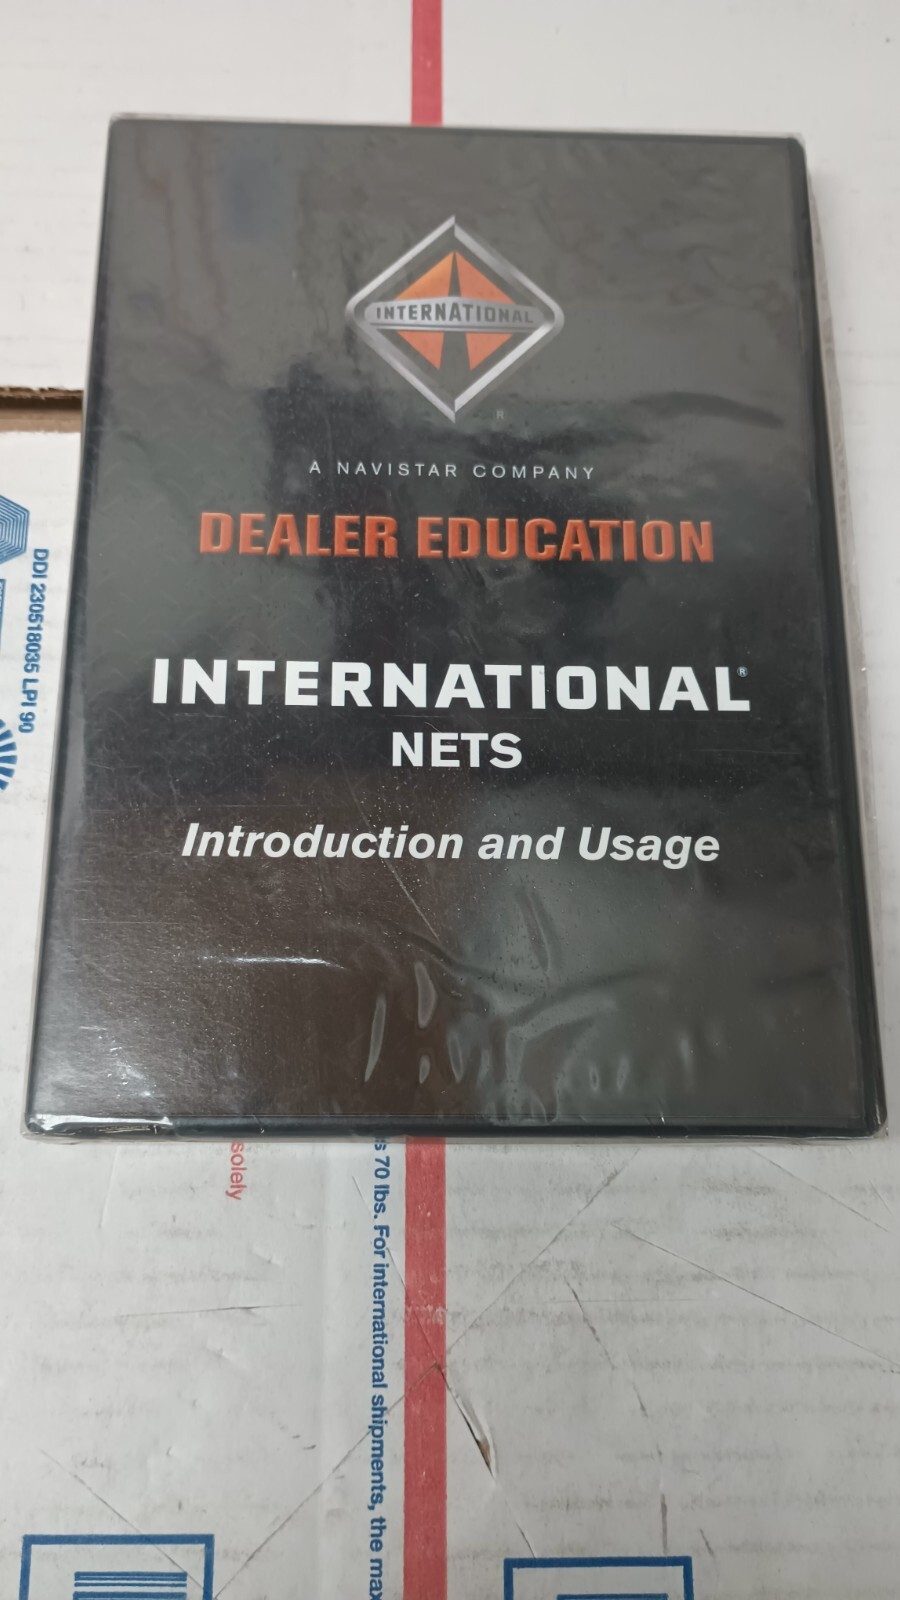 INTERNATIONAL
®
A NAVISTAR COMPANY
DEALER EDUCATION
INTERNATIONAL®
NETS
Introduction and Usage
DDI 230518035 LPI 90
solely
70 lbs. For international shipments, the max